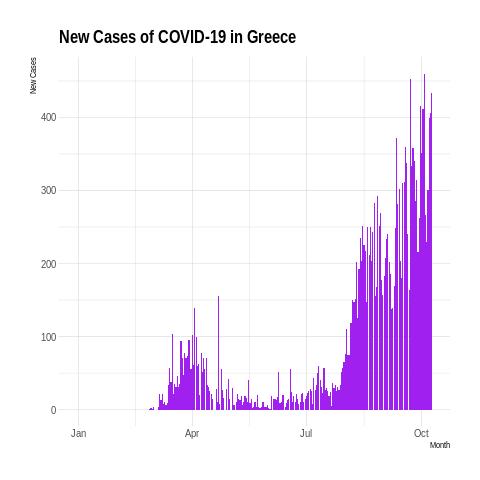 New Cases of COVID-19 in Greece
New Cases
400
300
200
100
0
Jan Apr Jul Oct
Month